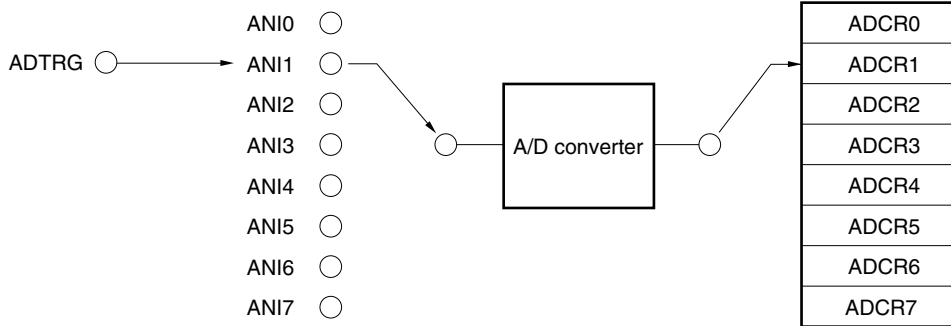 ANI0
ADTRG
ANI1
ANI2
ANI3
ANI4
ANI5
ANI6
ANI7
A/D converter
ADCR0
ADCR1
ADCR2
ADCR3
ADCR4
ADCR5
ADCR6
ADCR7